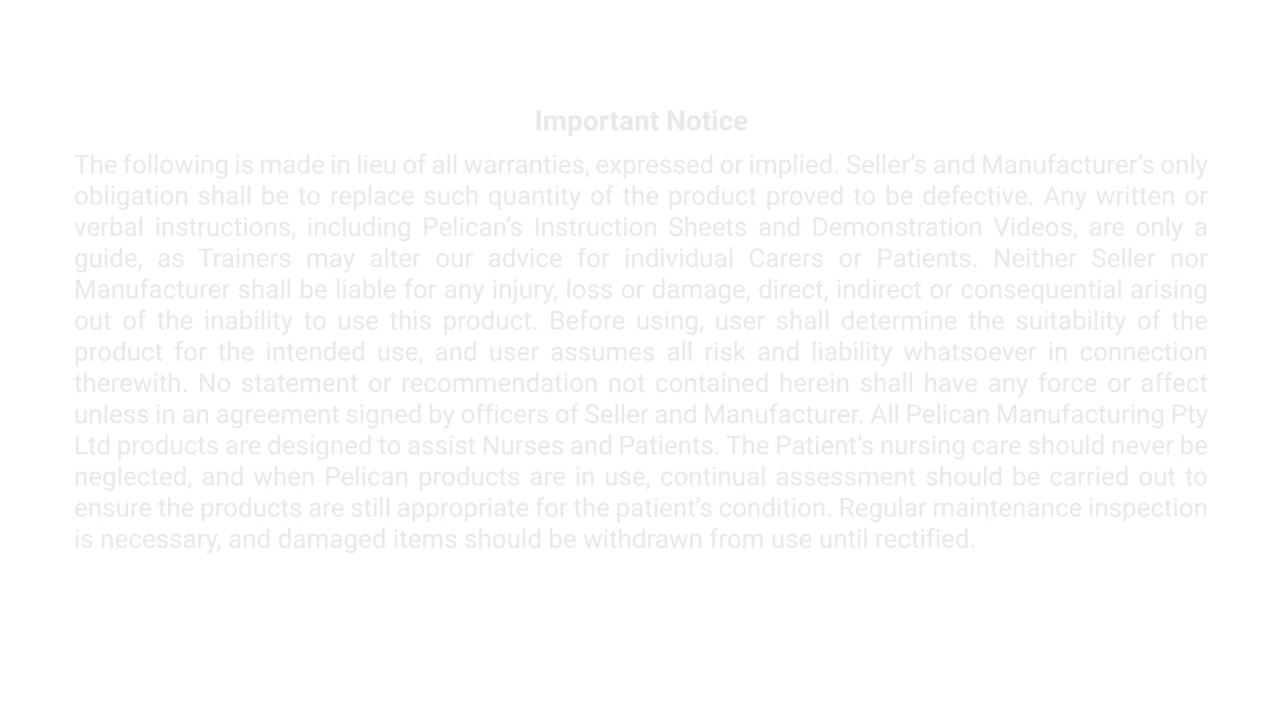 Important Notice
The following is made in lieu of all warranties, expressed or implied. Seller’s and Manufacturer’s only
obligation shall be to replace such quantity of the product proved to be defective. Any written or
verbal instructions, including Pelican’s Instruction Sheets and Demonstration Videos, are only a
guide, as Trainers may alter our advice for individual Carers or Patients. Neither Seller nor
Manufacturer shall be liable for any injury, loss or damage, direct, indirect or consequential arising
out of the inability to use this product. Before using, user shall determine the suitability of the
product for the intended use, and user assumes all risk and liability whatsoever in connection
therewith. No statement or recommendation not contained herein shall have any force or affect
unless in an agreement signed by officers of Seller and Manufacturer. All Pelican Manufacturing Pty
Ltd products are designed to assist Nurses and Patients. The Patient’s nursing care should never be
neglected, and when Pelican products are in use, continual assessment should be carried out to
ensure the products are still appropriate for the patient’s condition. Regular maintenance inspection
is necessary, and damaged items should be withdrawn from use until rectified.